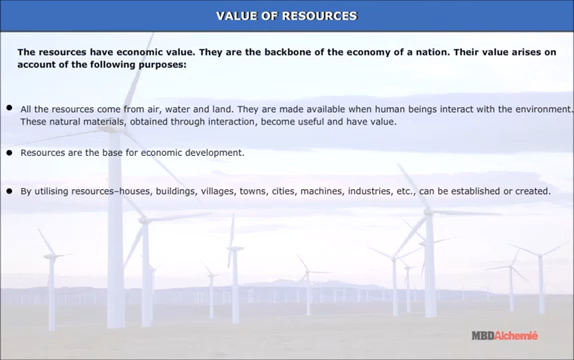 VALUE OF RESOURCES
The resources have economic value. They are the backbone of the economy of a nation. Their value arises on
account of the following purposes:
● All the resources come from air, water and land. They are made available when human beings interact with the environment.
These natural materials, obtained through interaction, become useful and have value.
● Resources are the base for economic development.
● By utilising resources–houses, buildings, villages, towns, cities, machines, industries, etc., can be established or created.
MBDAlchemié